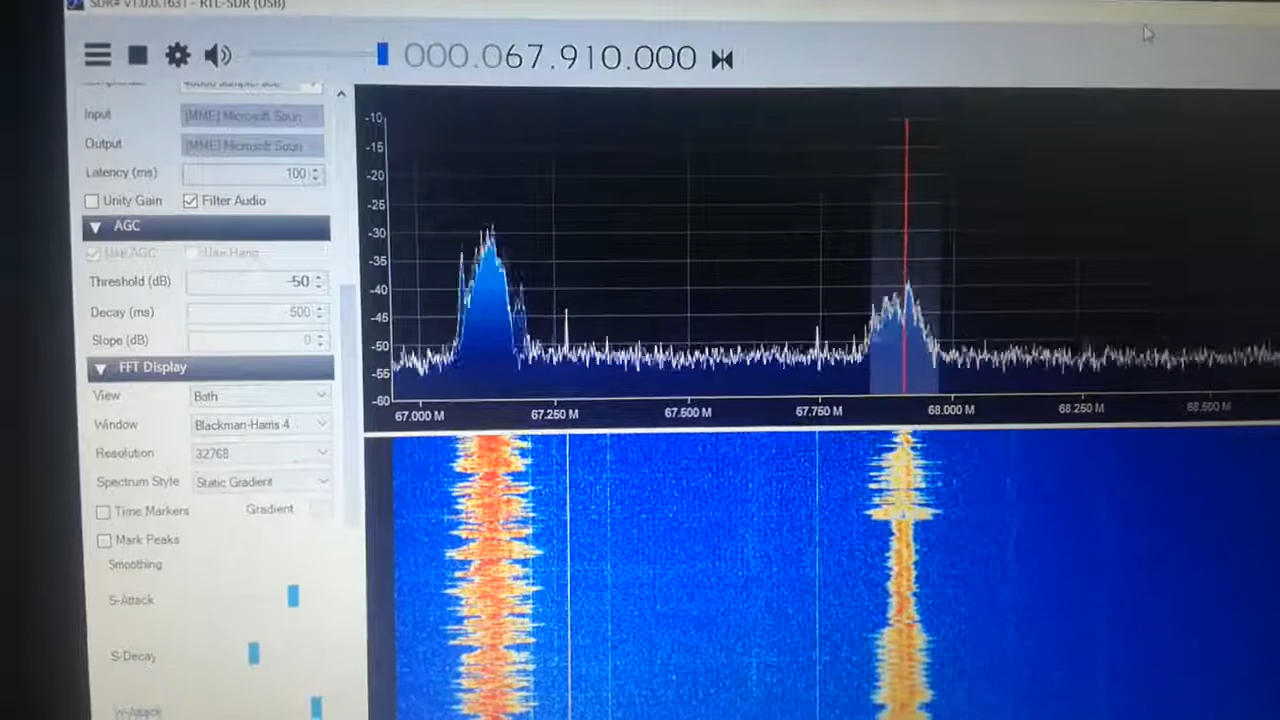 SDR# v1.0.0.1631 - RTL-SDR (USB)
000.067.910.000
Input [MME] Microsoft Soun
Output [MME] Microsoft Soun
Latency (ms) 100
Unity Gain Filter Audio
AGC
Use AGC Use Hang
Threshold (dB) -50
Decay (ms) 500
Slope (dB) 0
FFT Display
View Both
Window Blackman-Harris 4
Resolution 32768
Spectrum Style Static Gradient
Time Markers Gradient
Mark Peaks
Smoothing
S-Attack
S-Decay
W-Attack
-10
-15
-20
-25
-30
-35
-40
-45
-50
-55
-60
67.000 M 67.250 M 67.500 M 67.750 M 68.000 M 68.250 M 68.500 M